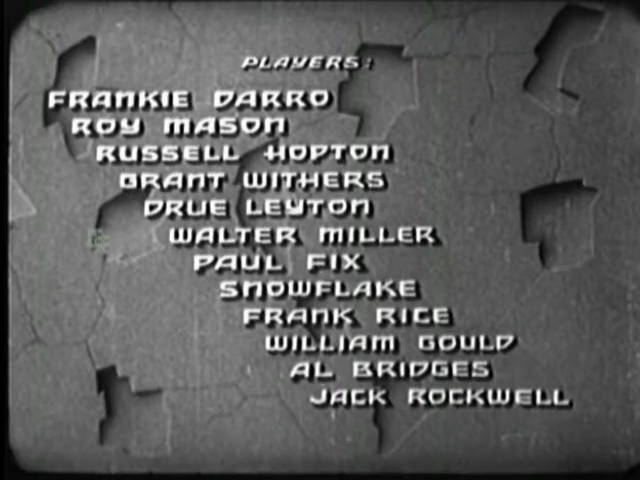 PLAYERS:
FRANKIE DARRO
ROY MASON
RUSSELL HOPTON
GRANT WITHERS
DRUE LEYTON
WALTER MILLER
PAUL FIX
SNOWFLAKE
FRANK RICE
WILLIAM GOULD
AL BRIDGES
JACK ROCKWELL